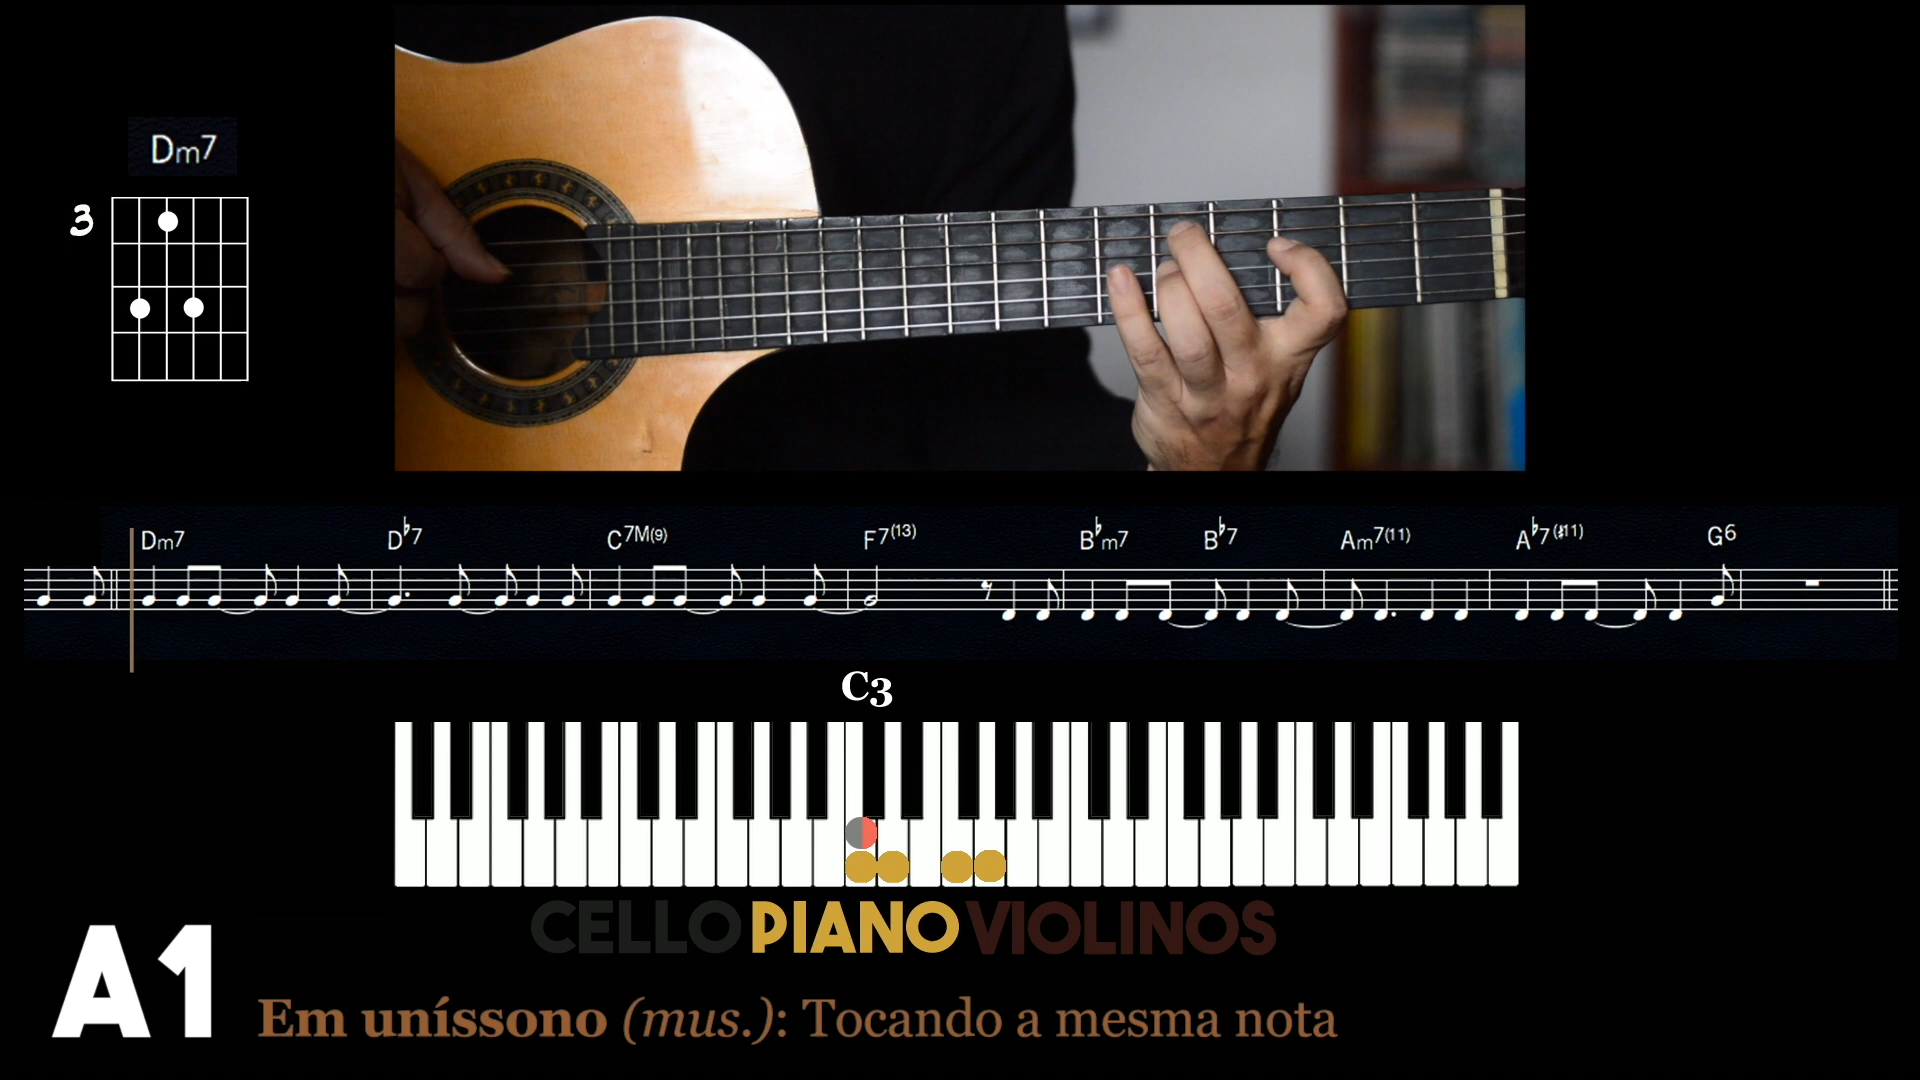 Dm7
3
Dm7 D♭7 C7M(9) F7(13) B♭m7 B♭7 Am7(11) A♭7(♯11) G6
C3
CELLO PIANO VIOLINOS
A1
Em uníssono (mus.): Tocando a mesma nota